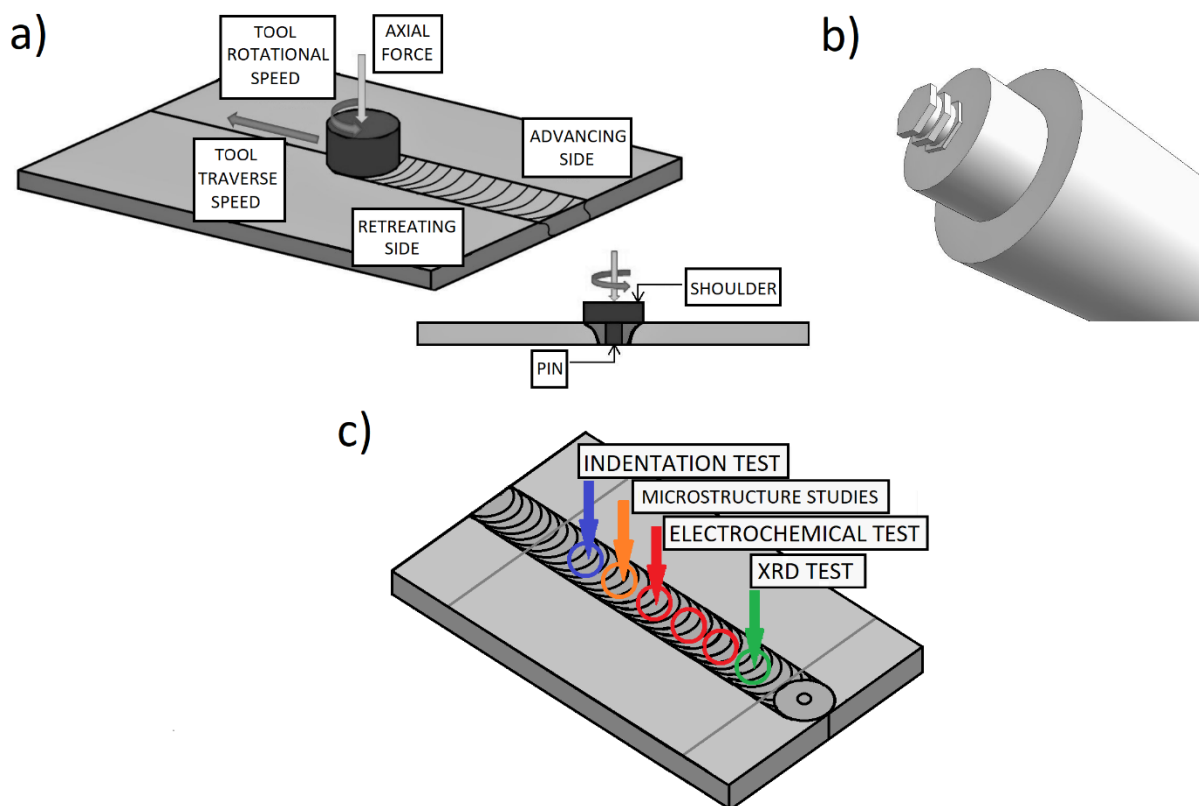 a)
TOOL
ROTATIONAL
SPEED
AXIAL
FORCE
b)
ADVANCING
SIDE
TOOL
TRAVERSE
SPEED
RETREATING
SIDE
SHOULDER
PIN
c)
INDENTATION TEST
MICROSTRUCTURE STUDIES
ELECTROCHEMICAL TEST
XRD TEST